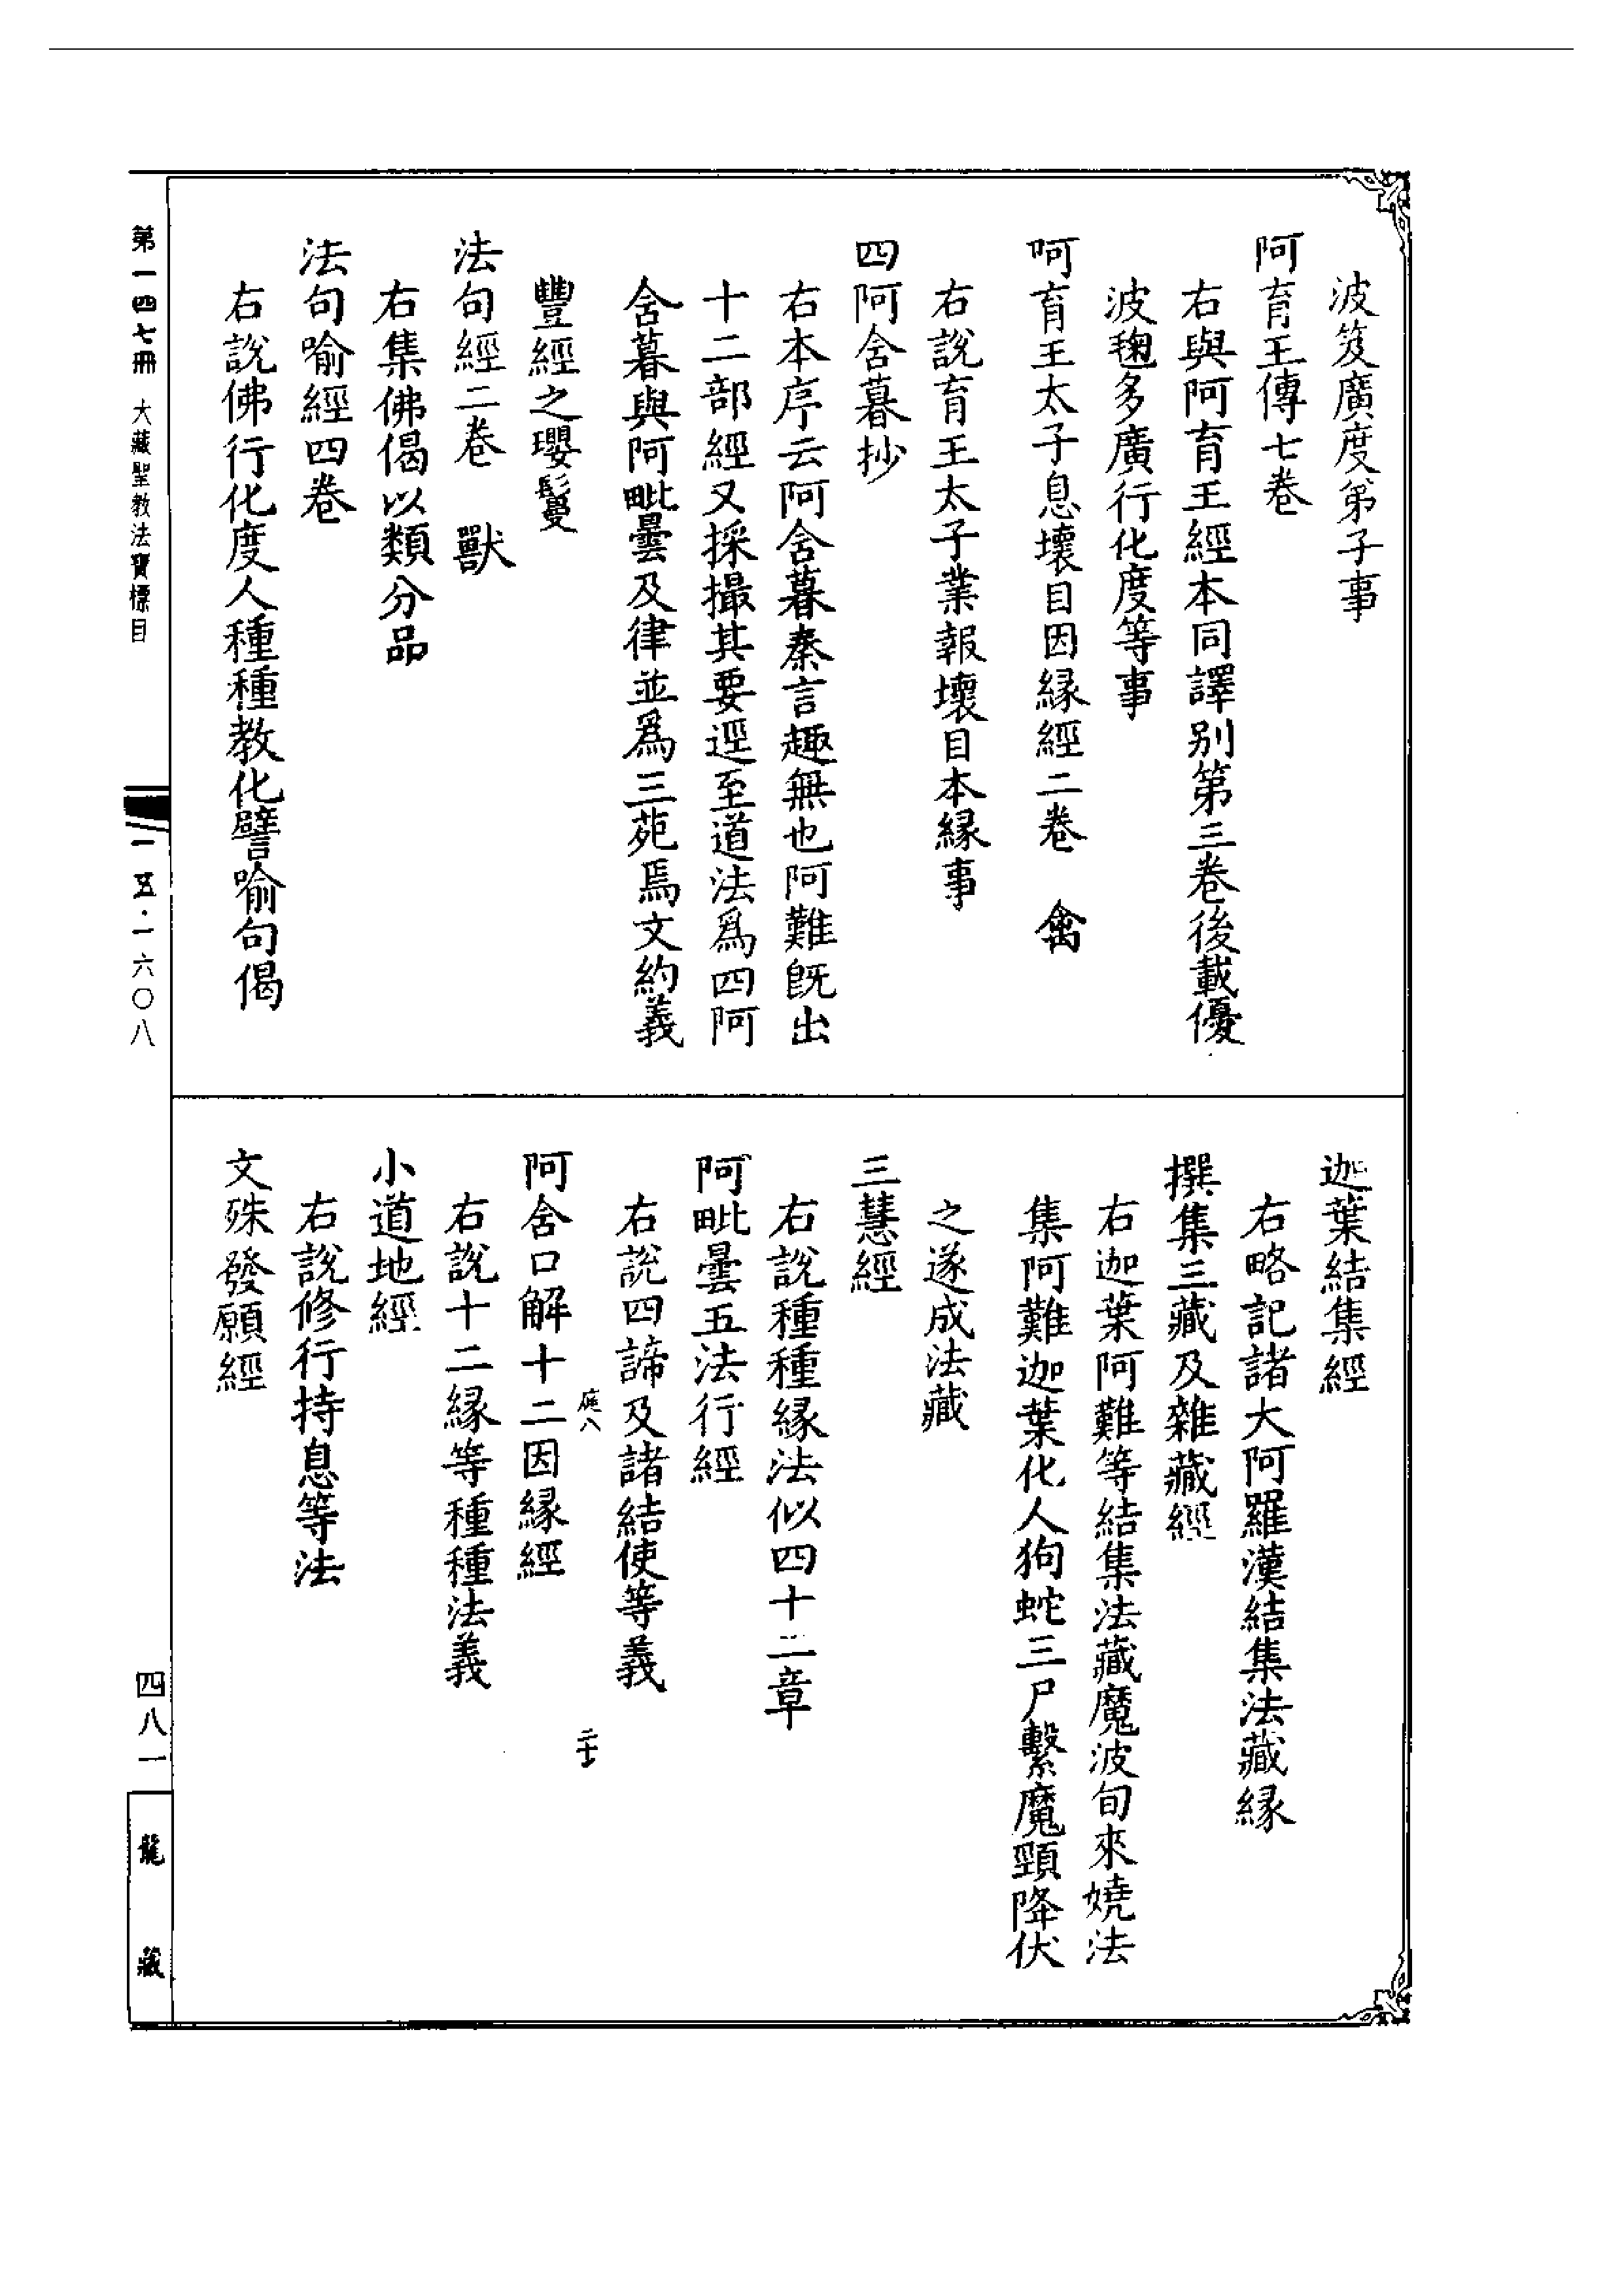 波笈廣度弟子事
阿育王傳七卷
右與阿育王經本同譯別第三卷後載優
波毱多廣行化度等事
阿育王太子息壞目因緣經二卷　禽
右說育王太子業報壞目本緣事
四阿含暮抄
右本序云阿含暮秦言趣無也阿難旣出
十二部經又採撮其要逕至道法爲四阿
含暮與阿毗曇及律並爲三苑焉文約義
豐經之瓔鬘
法句經二卷　獸
右集佛偈以類分品
法句喻經四卷
右說佛行化度人種種教化譬喻句偈
迦葉結集經
右略記諸大阿羅漢結集法藏緣
撰集三藏及雜藏經
右迦葉阿難等結集法藏魔波旬來嬈法
集阿難迦葉化人狗蛇三尸繫魔頸降伏
之遂成法藏
三慧經
右說種種緣法似四十二章
阿毗曇五法行經
右說四諦及諸結使等義
八
二十
阿含口解十二因緣經
右說十二緣等種種法義
小道地經
右說修行持息等法
文殊發願經
第一四七冊　大藏聖教法寶標目
一一五·一六〇八
四八一
龍藏